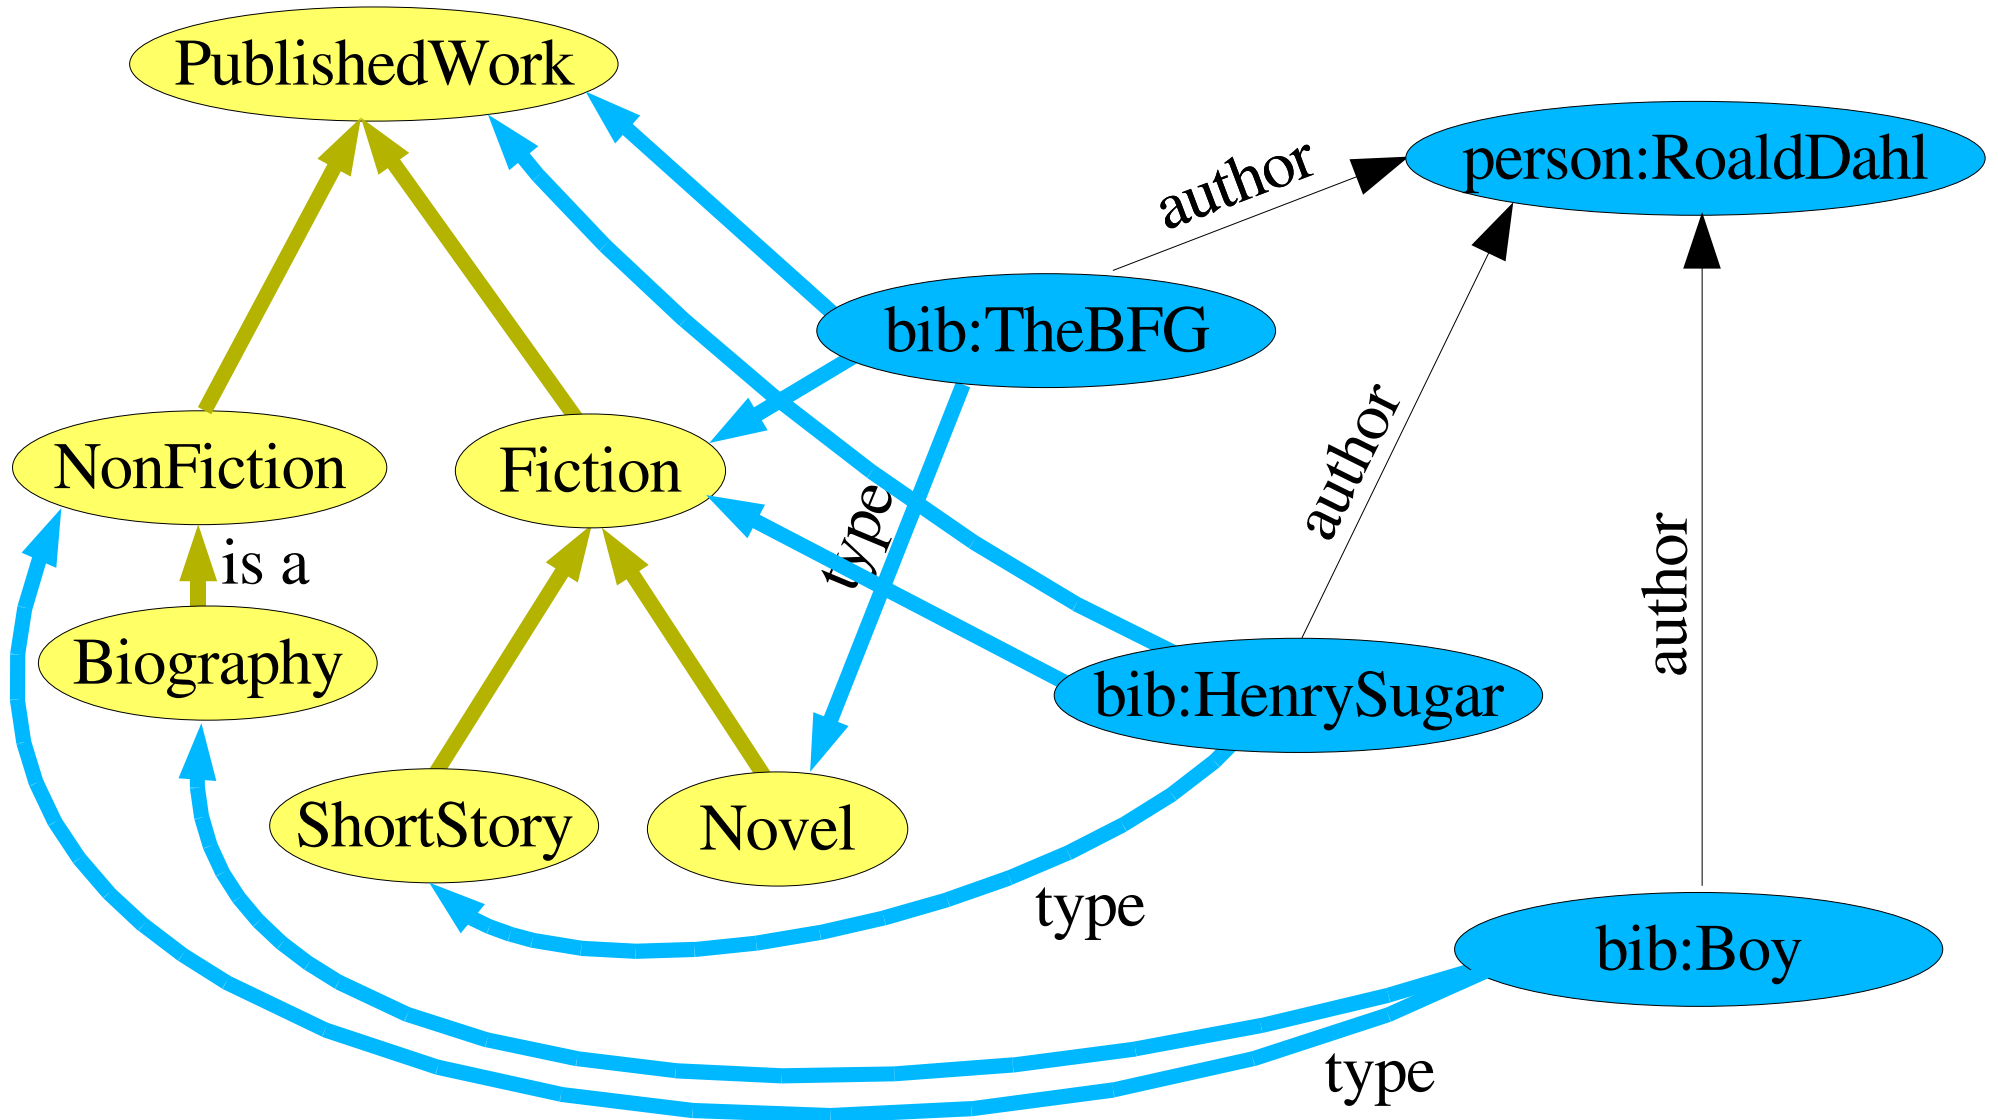 PublishedWork
person:RoaldDahl
author
bib:TheBFG
NonFiction
Fiction
author
type
is a
author
Biography
bib:HenrySugar
ShortStory
Novel
type
bib:Boy
type